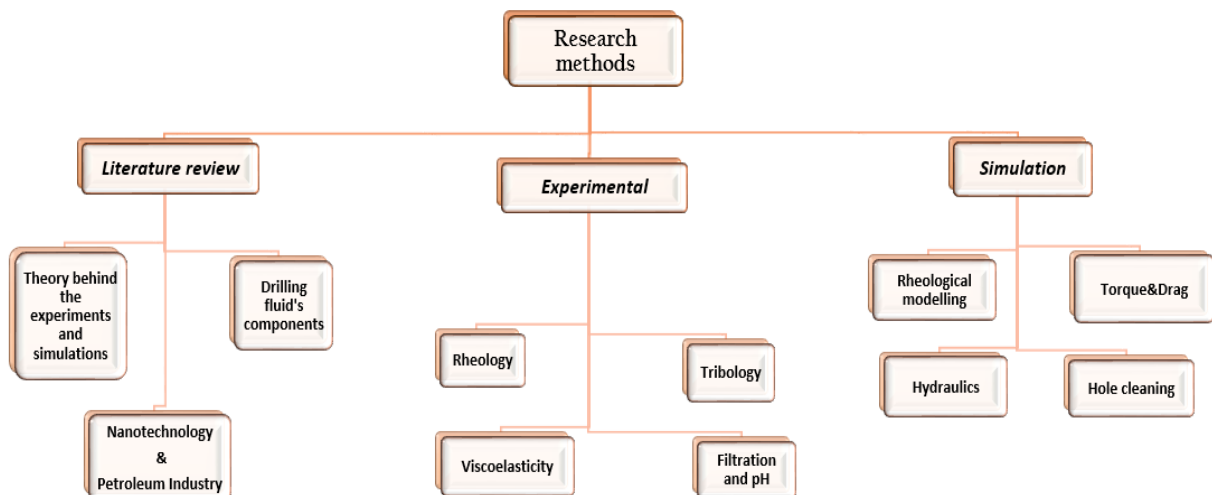 Research
methods
Literature review
Experimental
Simulation
Theory behind
the
experiments
and
simulations
Drilling
fluid's
components
Nanotechnology
&
Petroleum Industry
Rheology
Tribology
Viscoelasticity
Filtration
and pH
Rheological
modelling
Torque&Drag
Hydraulics
Hole cleaning